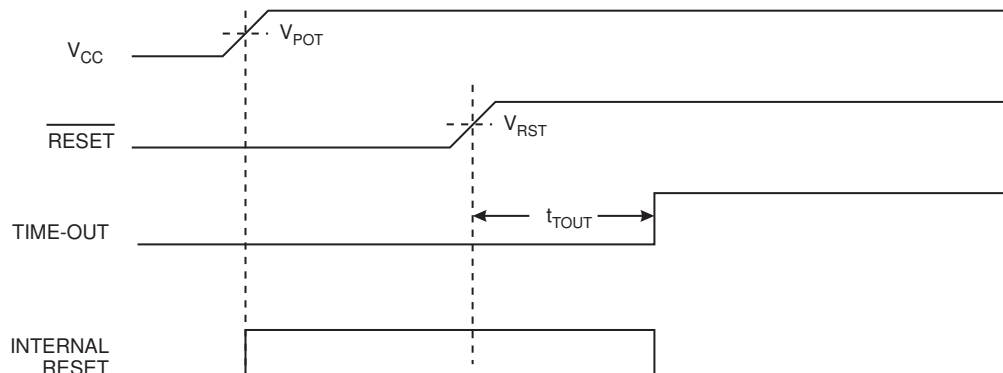 V_CC
V_POT
RESET
V_RST
TIME-OUT
t_TOUT
INTERNAL
RESET